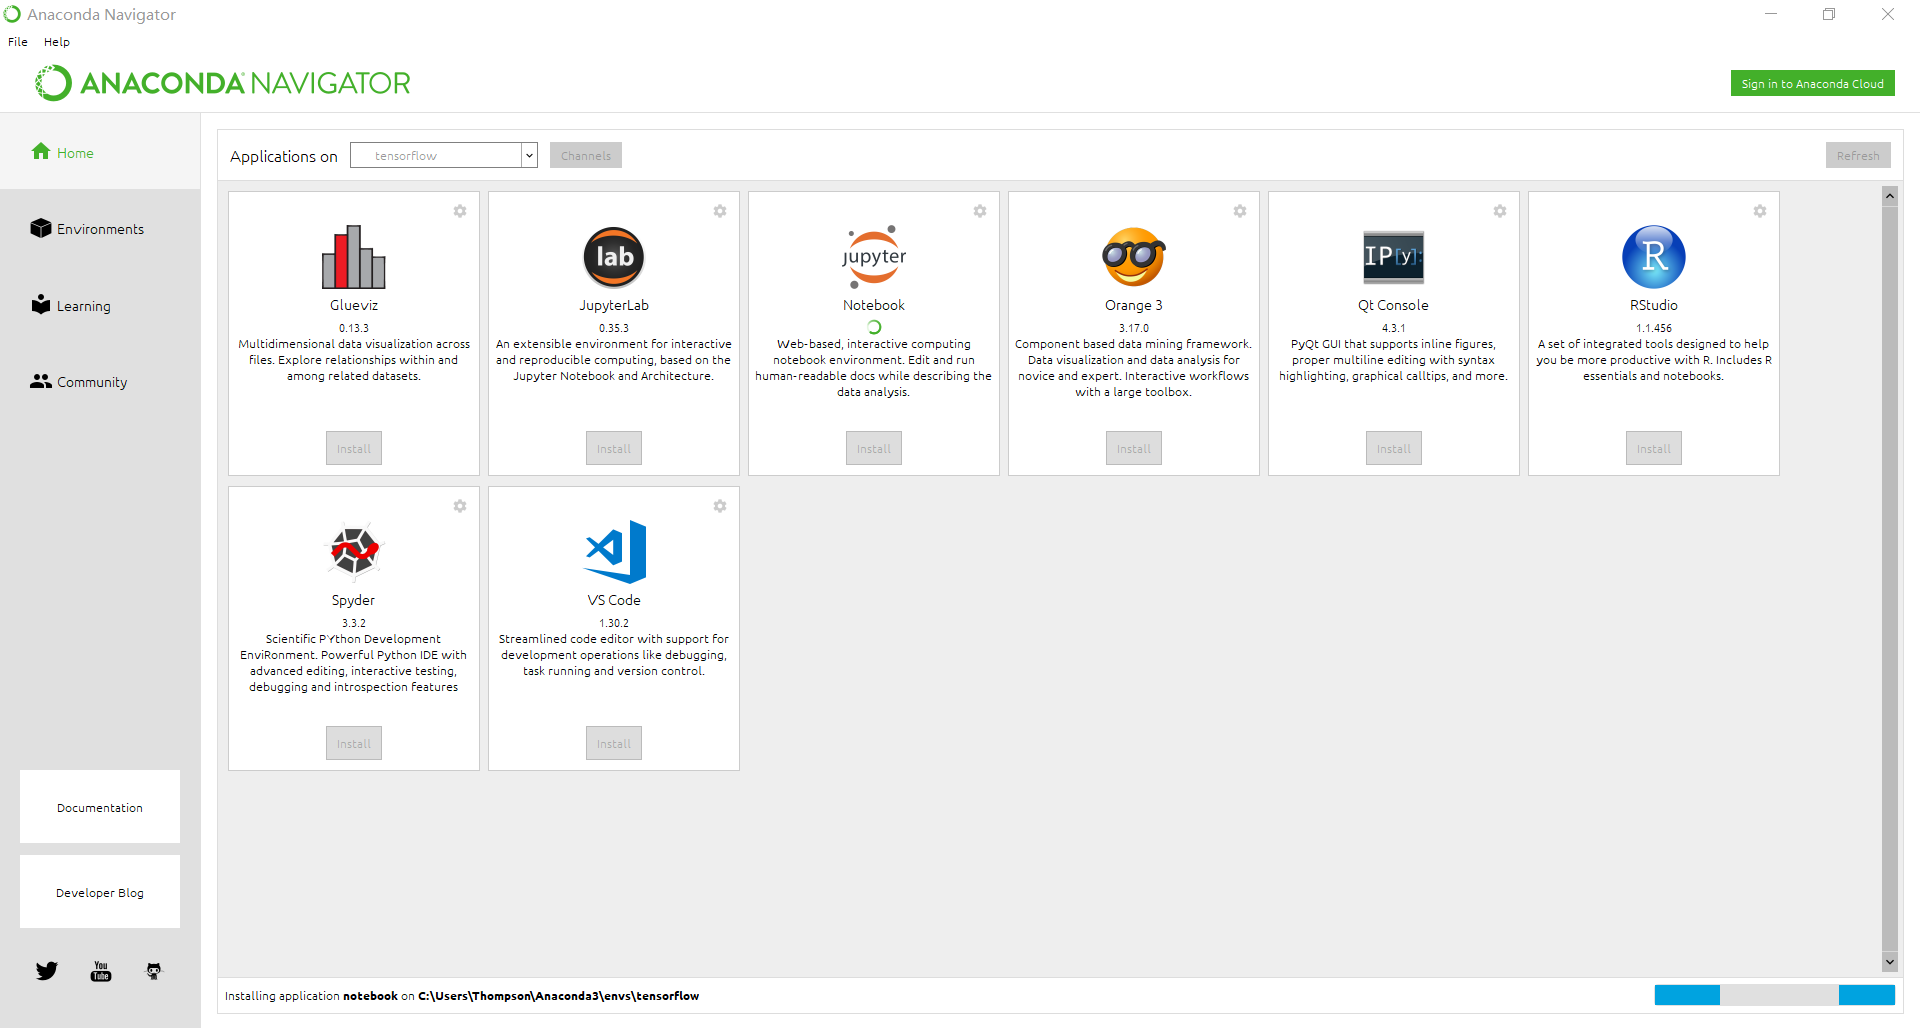 Anaconda Navigator
File Help
ANACONDA NAVIGATOR
Sign in to Anaconda Cloud
Home
Environments
Learning
Community
Documentation
Developer Blog
You
Tube
Applications on tensorflow Channels Refresh
Glueviz
0.13.3
Multidimensional data visualization across
files. Explore relationships within and
among related datasets.
Install
lab
JupyterLab
0.35.3
An extensible environment for interactive
and reproducible computing, based on the
Jupyter Notebook and Architecture.
Install
jupyter
Notebook
Web-based, interactive computing
notebook environment. Edit and run
human-readable docs while describing the
data analysis.
Install
Orange 3
3.17.0
Component based data mining framework.
Data visualization and data analysis for
novice and expert. Interactive workflows
with a large toolbox.
Install
IP[y]:
Qt Console
4.3.1
PyQt GUI that supports inline figures,
proper multiline editing with syntax
highlighting, graphical calltips, and more.
Install
R
RStudio
1.1.456
A set of integrated tools designed to help
you be more productive with R. Includes R
essentials and notebooks.
Install
Spyder
3.3.2
Scientific PYthon Development
EnviRonment. Powerful Python IDE with
advanced editing, interactive testing,
debugging and introspection features
Install
VS Code
1.30.2
Streamlined code editor with support for
development operations like debugging,
task running and version control.
Install
Installing application notebook on C:\Users\Thompson\Anaconda3\envs\tensorflow